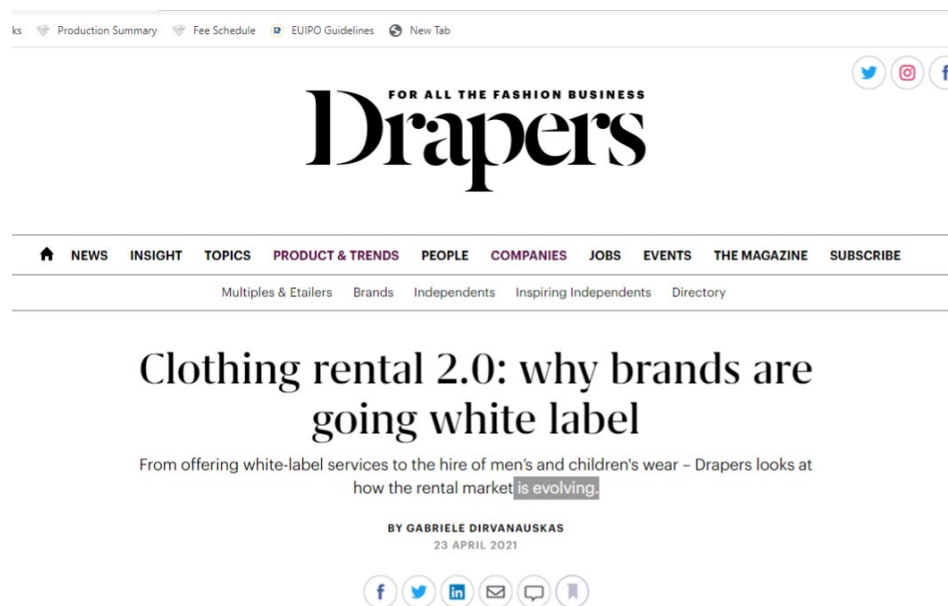 ks Production Summary Fee Schedule EUIPO Guidelines New Tab
FOR ALL THE FASHION BUSINESS
Drapers
NEWS INSIGHT TOPICS PRODUCT & TRENDS PEOPLE COMPANIES JOBS EVENTS THE MAGAZINE SUBSCRIBE
Multiples & Etailers Brands Independents Inspiring Independents Directory
Clothing rental 2.0: why brands are
going white label
From offering white-label services to the hire of men's and children's wear – Drapers looks at
how the rental market is evolving.
BY GABRIELE DIRVANAUSKAS
23 APRIL 2021